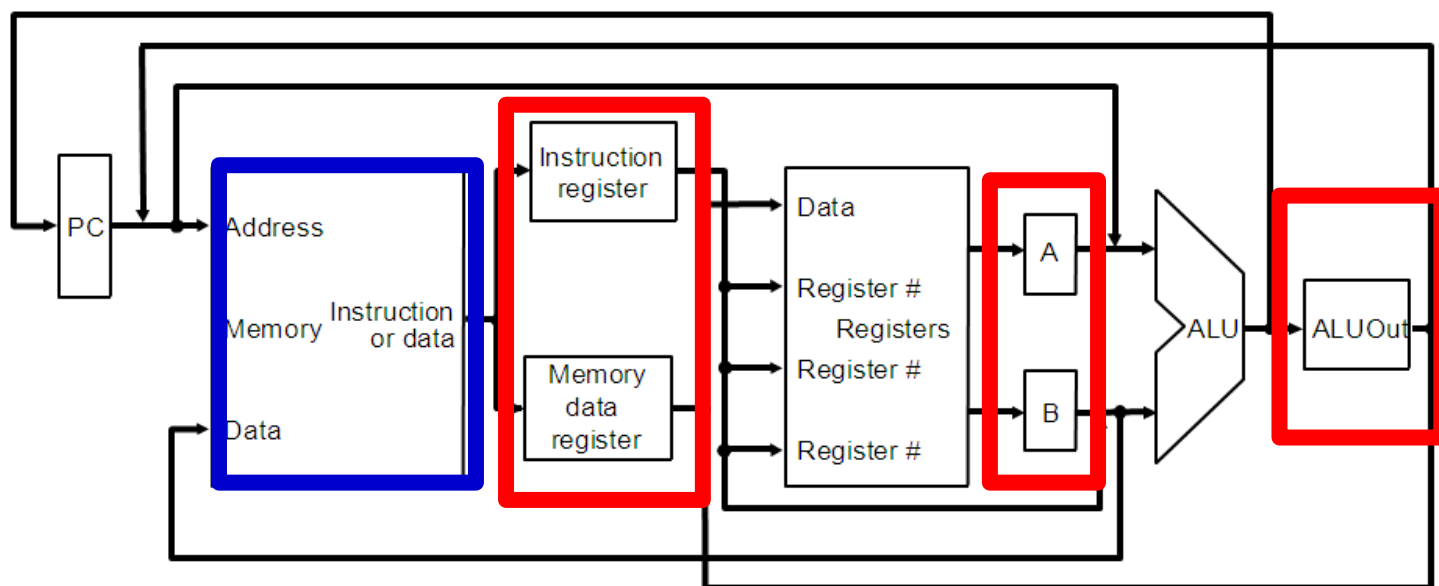 PC
Address
Memory
Data
Instruction
or data
Instruction
register
Memory
data
register
Data
Register #
Registers
Register #
Register #
A
B
ALU
ALUOut